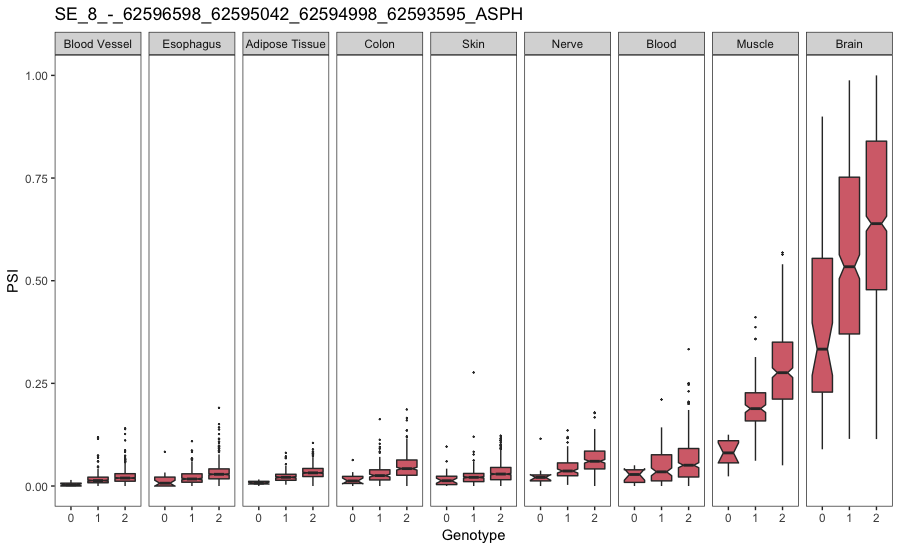 SE_8_-_62596598_62595042_62594998_62593595_ASPH
Blood Vessel Esophagus Adipose Tissue Colon Skin Nerve Blood Muscle Brain
1.00
0.75
0.50
0.25
0.00
PSI
0 1 2 0 1 2 0 1 2 0 1 2 0 1 2 0 1 2 0 1 2 0 1 2 0 1 2
Genotype